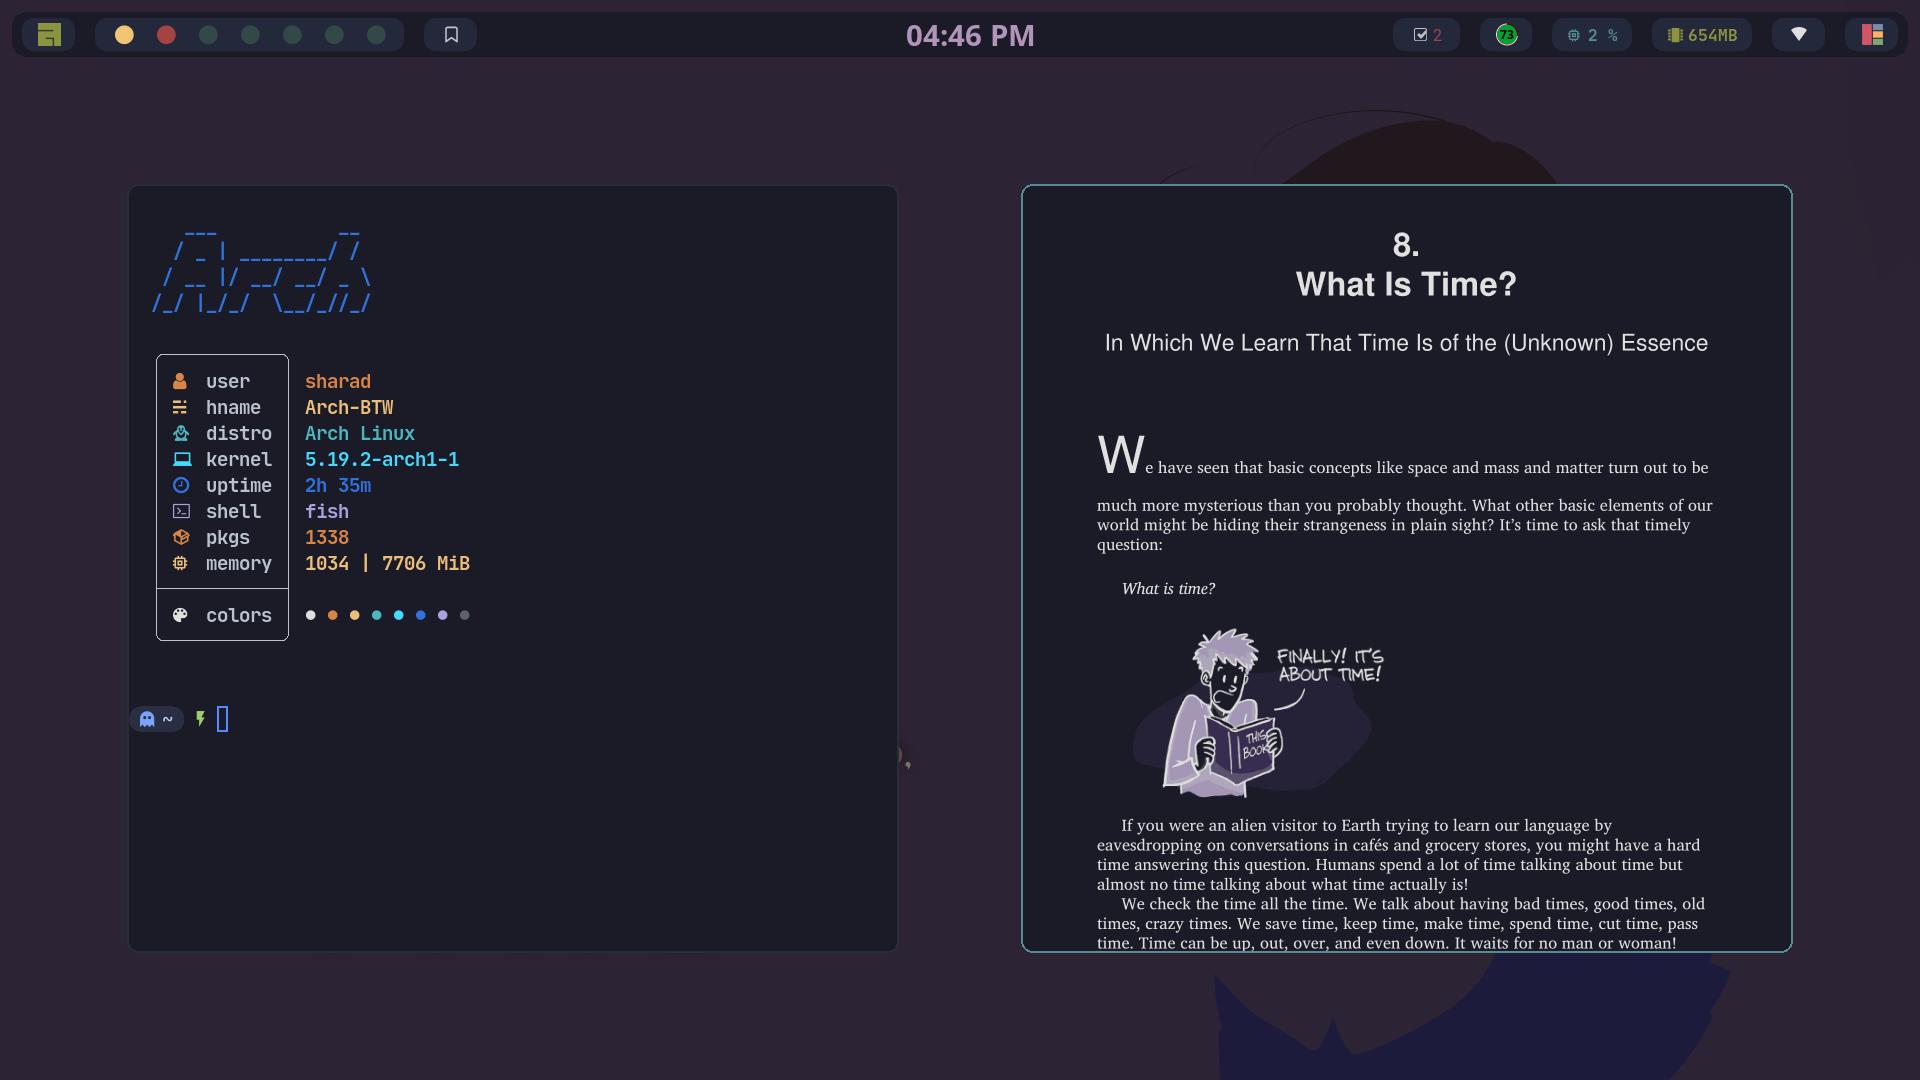 04:46 PM
2
73
2 %
654MB
user sharad
hname Arch-BTW
distro Arch Linux
kernel 5.19.2-arch1-1
uptime 2h 35m
shell fish
pkgs 1338
memory 1034 | 7706 MiB
colors
~
8.
What Is Time?
In Which We Learn That Time Is of the (Unknown) Essence
We have seen that basic concepts like space and mass and matter turn out to be
much more mysterious than you probably thought. What other basic elements of our
world might be hiding their strangeness in plain sight? It’s time to ask that timely
question:
What is time?
FINALLY! IT'S
ABOUT TIME!
THIS
BOOK
If you were an alien visitor to Earth trying to learn our language by
eavesdropping on conversations in cafés and grocery stores, you might have a hard
time answering this question. Humans spend a lot of time talking about time but
almost no time talking about what time actually is!
We check the time all the time. We talk about having bad times, good times, old
times, crazy times. We save time, keep time, make time, spend time, cut time, pass
time. Time can be up, out, over, and even down. It waits for no man or woman!